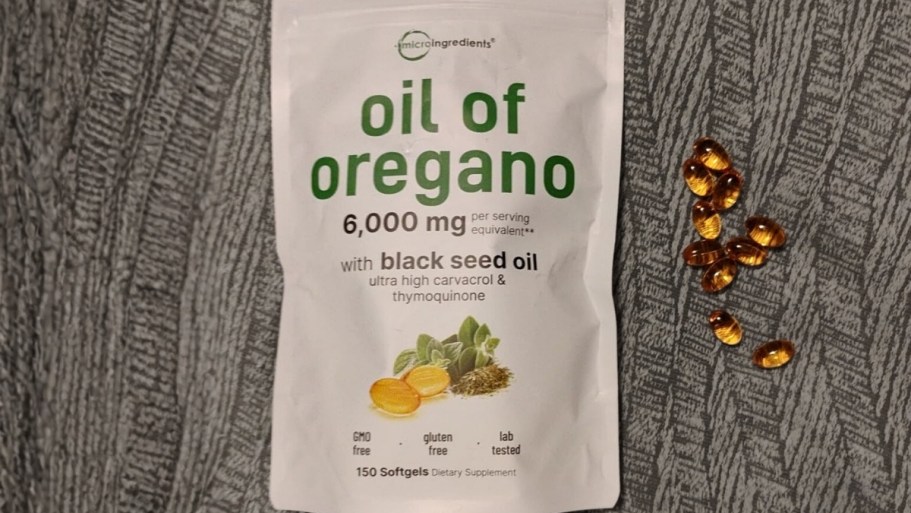 microingredients®
oil of
oregano
6,000 mg per serving
equivalent**
with black seed oil
ultra high carvacrol &
thymoquinone
GMO free · gluten free · lab tested
150 Softgels Dietary Supplement